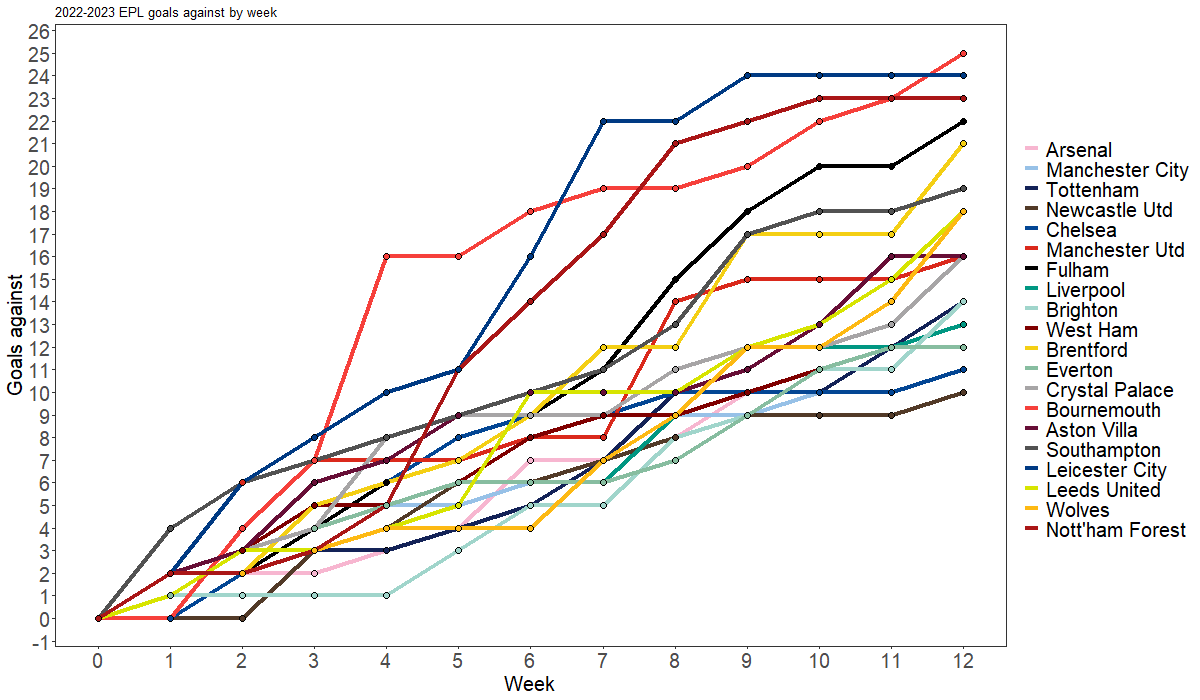 2022-2023 EPL goals against by week
Goals against
26
25
24
23
22
21
20
19
18
17
16
15
14
13
12
11
10
9
8
7
6
5
4
3
2
1
0
-1
0 1 2 3 4 5 6 7 8 9 10 11 12
Week
Arsenal
Manchester City
Tottenham
Newcastle Utd
Chelsea
Manchester Utd
Fulham
Liverpool
Brighton
West Ham
Brentford
Everton
Crystal Palace
Bournemouth
Aston Villa
Southampton
Leicester City
Leeds United
Wolves
Nott'ham Forest